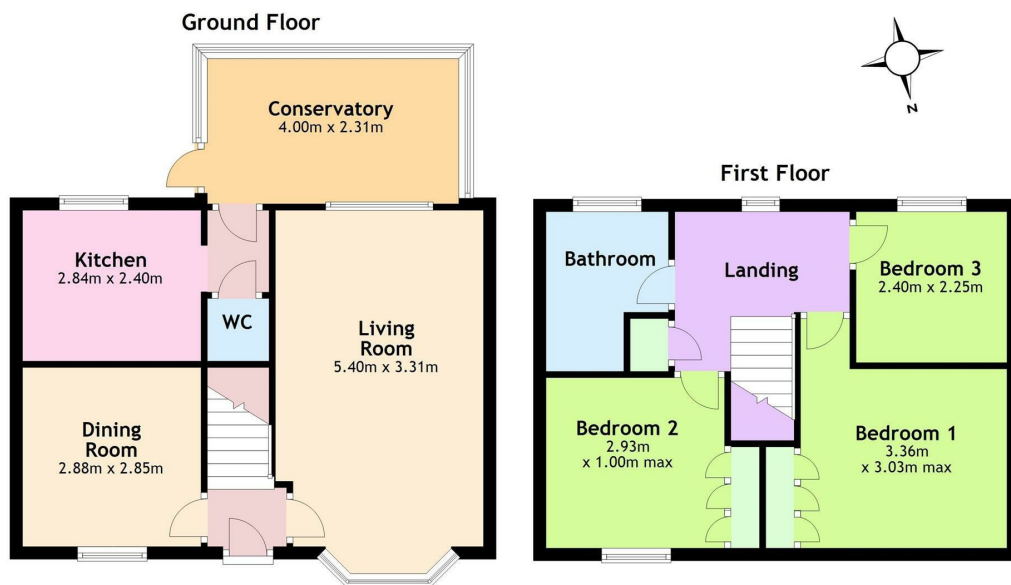 Ground Floor
Conservatory
4.00m x 2.31m
Kitchen
2.84m x 2.40m
WC
Living
Room
5.40m x 3.31m
Dining
Room
2.88m x 2.85m
N
First Floor
Bathroom
Landing
Bedroom 3
2.40m x 2.25m
Bedroom 2
2.93m
x 1.00m max
Bedroom 1
3.36m
x 3.03m max